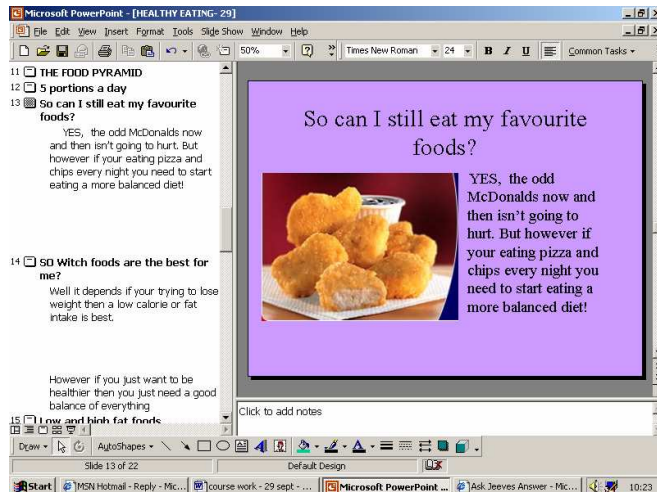 Microsoft PowerPoint - [HEALTHY EATING- 29]
File Edit View Insert Format Tools Slide Show Window Help
50% Times New Roman 24 B I U Common Tasks
11 THE FOOD PYRAMID
12 5 portions a day
13 So can I still eat my favourite
foods?
YES, the odd McDonalds now
and then isn't going to hurt. But
however if your eating pizza and
chips every night you need to start
eating a more balanced diet!
14 SO Witch foods are the best for
me?
Well it depends if your trying to lose
weight then a low calorie or fat
intake is best.
However if you just want to be
healthier then you just need a good
balance of everything
15 Low and high fat foods
So can I still eat my favourite
foods?
YES, the odd
McDonalds now and
then isn't going to
hurt. But however if
your eating pizza and
chips every night you
need to start eating a
more balanced diet!
Click to add notes
Draw AutoShapes
Slide 13 of 22 Default Design
Start MSN Hotmail - Reply - Mic... course work - 29 sept - ... Microsoft PowerPoint ... Ask Jeeves Answer - Mic... 10:23